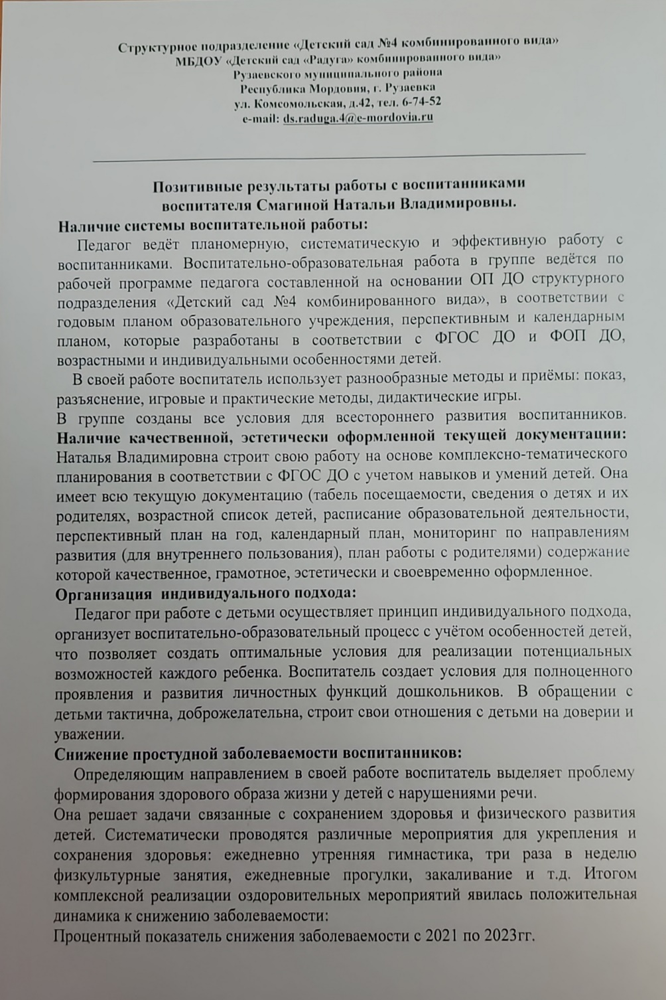 Структурное подразделение «Детский сад №4 комбинированного вида»
МБДОУ «Детский сад «Радуга» комбинированного вида»
Рузаевского муниципального района
Республика Мордовия, г. Рузаевка
ул. Комсомольская, д.42, тел. 6-74-52
e-mail: ds.raduga.4@e-mordovia.ru
Позитивные результаты работы с воспитанниками
воспитателя Смагиной Натальи Владимировны.
Наличие системы воспитательной работы:
Педагог ведёт планомерную, систематическую и эффективную работу с
воспитанниками. Воспитательно-образовательная работа в группе ведётся по
рабочей программе педагога составленной на основании ОП ДО структурного
подразделения «Детский сад №4 комбинированного вида», в соответствии с
годовым планом образовательного учреждения, перспективным и календарным
планом, которые разработаны в соответствии с ФГОС ДО и ФОП ДО,
возрастными и индивидуальными особенностями детей.
В своей работе воспитатель использует разнообразные методы и приёмы: показ,
разъяснение, игровые и практические методы, дидактические игры.
В группе созданы все условия для всестороннего развития воспитанников.
Наличие качественной, эстетически оформленной текущей документации:
Наталья Владимировна строит свою работу на основе комплексно-тематического
планирования в соответствии с ФГОС ДО с учетом навыков и умений детей. Она
имеет всю текущую документацию (табель посещаемости, сведения о детях и их
родителях, возрастной список детей, расписание образовательной деятельности,
перспективный план на год, календарный план, мониторинг по направлениям
развития (для внутреннего пользования), план работы с родителями) содержание
которой качественное, грамотное, эстетически и своевременно оформленное.
Организация индивидуального подхода:
Педагог при работе с детьми осуществляет принцип индивидуального подхода,
организует воспитательно-образовательный процесс с учётом особенностей детей,
что позволяет создать оптимальные условия для реализации потенциальных
возможностей каждого ребенка. Воспитатель создает условия для полноценного
проявления и развития личностных функций дошкольников. В обращении с
детьми тактична, доброжелательна, строит свои отношения с детьми на доверии и
уважении.
Снижение простудной заболеваемости воспитанников:
Определяющим направлением в своей работе воспитатель выделяет проблему
формирования здорового образа жизни у детей с нарушениями речи.
Она решает задачи связанные с сохранением здоровья и физического развития
детей. Систематически проводятся различные мероприятия для укрепления и
сохранения здоровья: ежедневно утренняя гимнастика, три раза в неделю
физкультурные занятия, ежедневные прогулки, закаливание и т.д. Итогом
комплексной реализации оздоровительных мероприятий явилась положительная
динамика к снижению заболеваемости:
Процентный показатель снижения заболеваемости с 2021 по 2023гг.